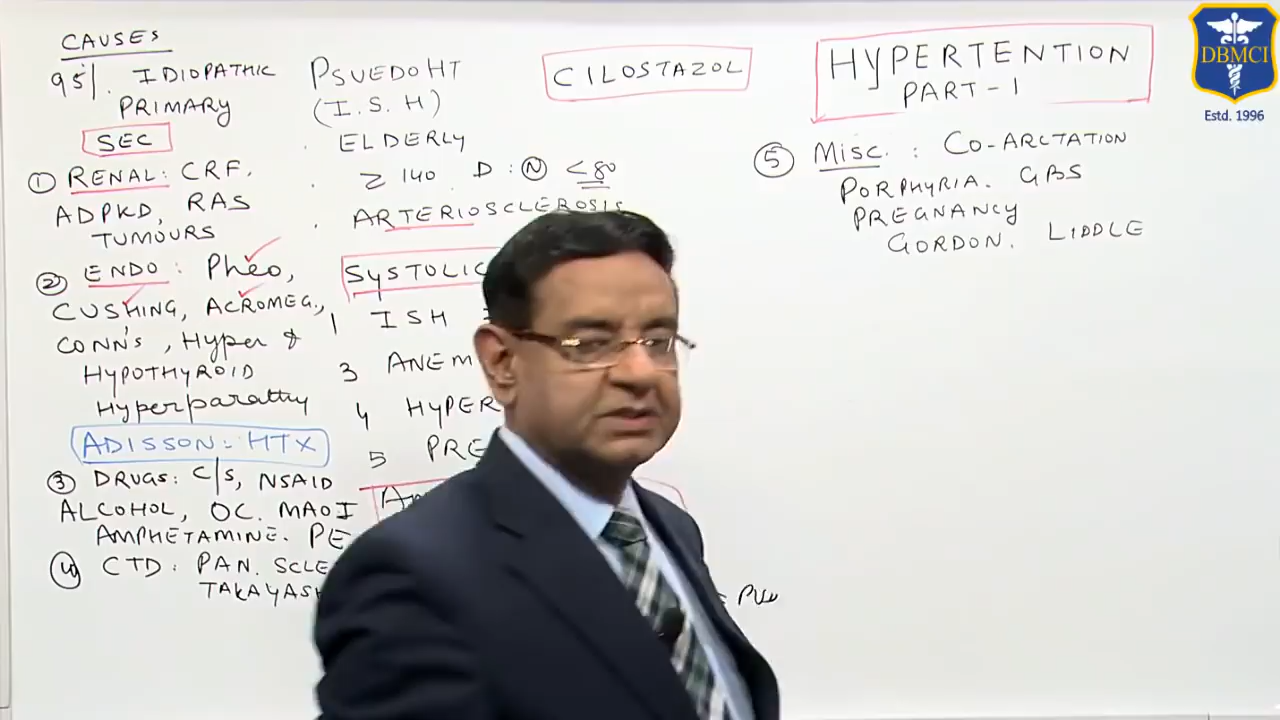 CAUSES
95%. IDIOPATHIC
PRIMARY
SEC
① RENAL: CRF,
ADPKD, RAS
TUMOURS
② ENDO: Pheo,
CUSHING, ACROMEG.,
CONN'S, Hyper &
HYPOTHYROID
Hyperparathy
ADISSON = HTX
③ DRUGS: C/S, NSAID
ALCOHOL, OC. MAOI
AMPHETAMINE. PE
④ CTD: PAN. SCLE
TAKAYASH
PSUEDOHT
(I.S.H)
. ELDERLY
. ≥ 140 D: Ⓝ <80
. ARTERIOSCLEROSIS
SYSTOLIC
1 ISH
3 ANEM
4 HYPER
5 PRE
CILOSTAZOL
HYPERTENTION
PART-1
⑤ MISC. : CO-ARCTATION
PORPHYRIA. GBS
PREGNANCY
GORDON. LIDDLE
DBMCI
Estd. 1996